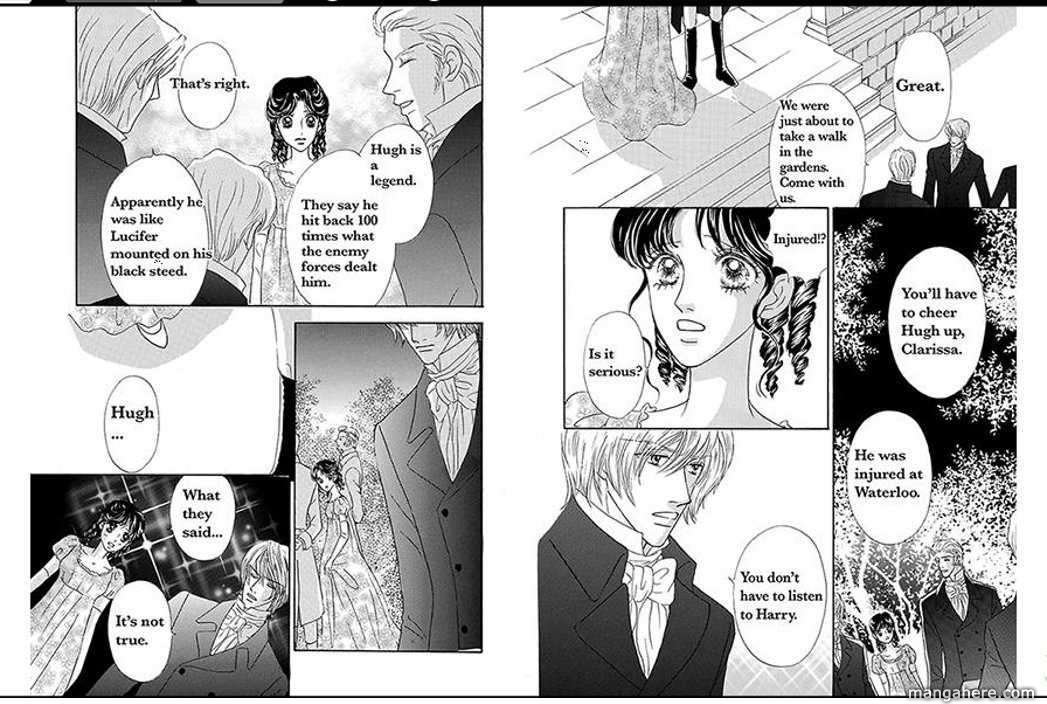 Great.
We were
just about to
take a walk
in the
gardens.
Come with
us.
You'll have
to cheer
Hugh up,
Clarissa.
He was
injured at
Waterloo.
Injured!?
Is it
serious?
You don't
have to listen
to Harry.
Hugh is
a
legend.
They say he
hit back 100
times what
the enemy
forces dealt
him.
That's right.
Apparently he
was like
Lucifer
mounted on his
black steed.
Hugh
...
What
they
said...
It's not
true.
mangahere.com